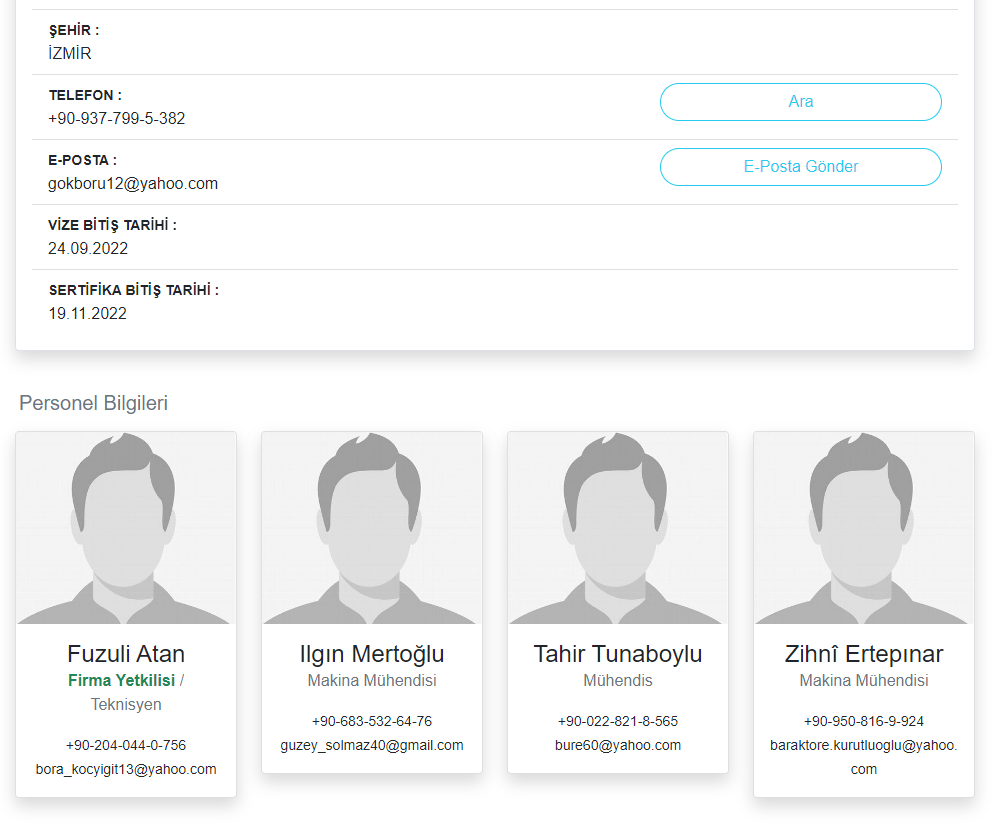 ŞEHİR :
İZMİR
TELEFON :
+90-937-799-5-382
Ara
E-POSTA :
gokboru12@yahoo.com
E-Posta Gönder
VİZE BİTİŞ TARİHİ :
24.09.2022
SERTİFİKA BİTİŞ TARİHİ :
19.11.2022
Personel Bilgileri
Fuzuli Atan
Firma Yetkilisi /
Teknisyen
+90-204-044-0-756
bora_kocyigit13@yahoo.com
Ilgın Mertoğlu
Makina Mühendisi
+90-683-532-64-76
guzey_solmaz40@gmail.com
Tahir Tunaboylu
Mühendis
+90-022-821-8-565
bure60@yahoo.com
Zihnî Ertepınar
Makina Mühendisi
+90-950-816-9-924
baraktore.kurutluoglu@yahoo.
com